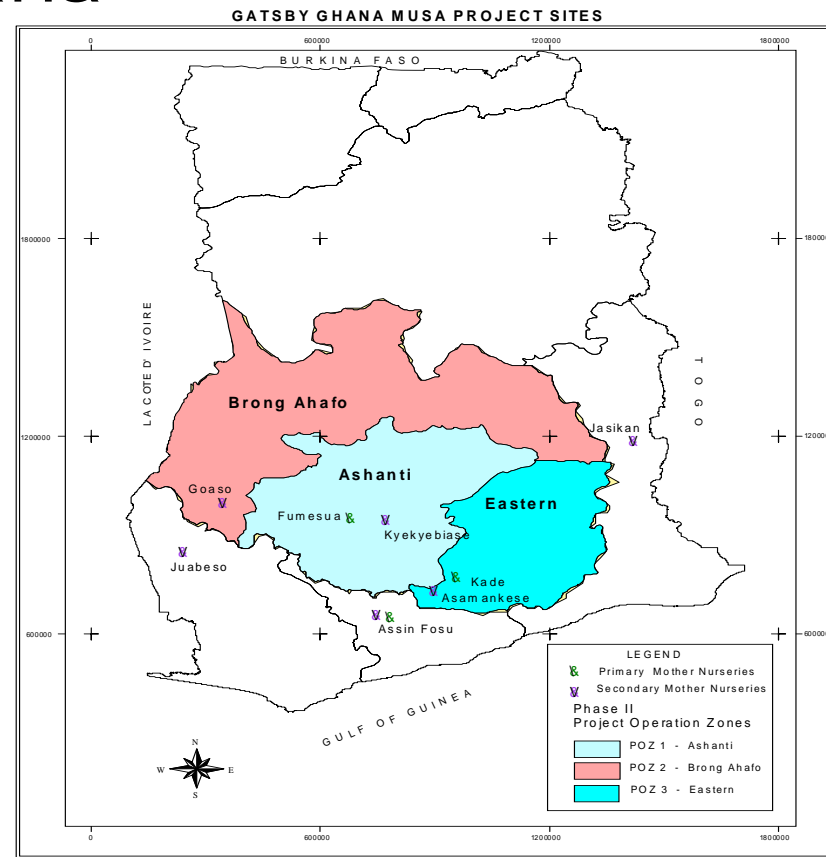 GATSBY GHANA MUSA PROJECT SITES
0 600000 1200000 1800000
BURKINA FASO
1800000
LA COTE D' IVOIRE
TOGO
Brong Ahafo
Jasikan
1200000
Ashanti
Goaso
Eastern
Fumesua
Kyekyebiase
Juabeso
Kade
Asamankese
Assin Fosu
600000 600000
GULF OF GUINEA
LEGEND
Primary Mother Nurseries
Secondary Mother Nurseries
Phase II
Project Operation Zones
POZ 1 - Ashanti
POZ 2 - Brong Ahafo
POZ 3 - Eastern
N
W E
S
0 600000 1200000 1800000